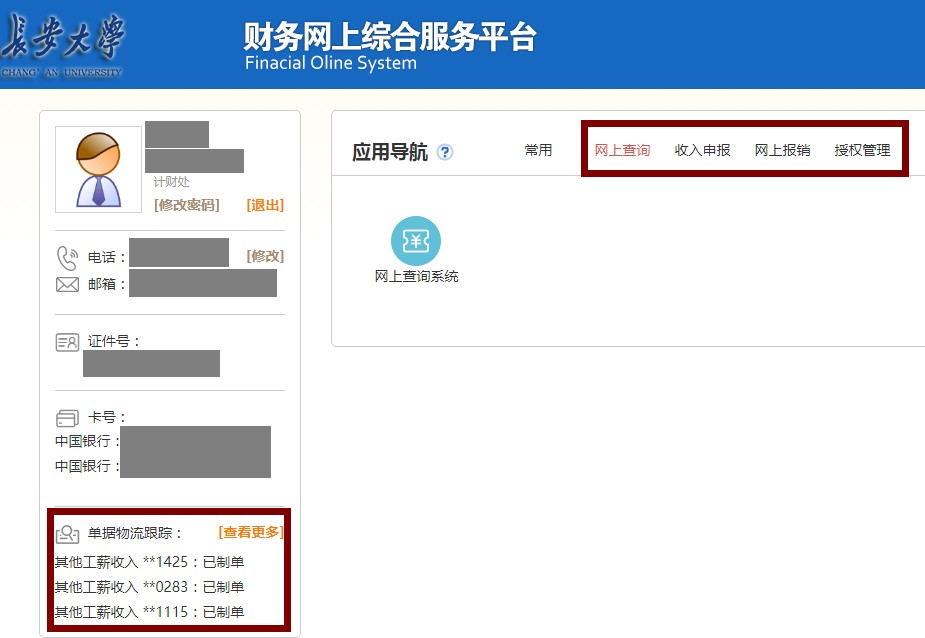 長安大學
CHANG' AN UNIVERSITY
财务网上综合服务平台
Finacial Oline System
计财处
[修改密码] [退出]
电话： [修改]
邮箱：
证件号：
卡号：
中国银行：
中国银行：
单据物流跟踪： [查看更多]
其他工薪收入 **1425：已制单
其他工薪收入 **0283：已制单
其他工薪收入 **1115：已制单
应用导航 ? 常用 网上查询 收入申报 网上报销 授权管理
网上查询系统